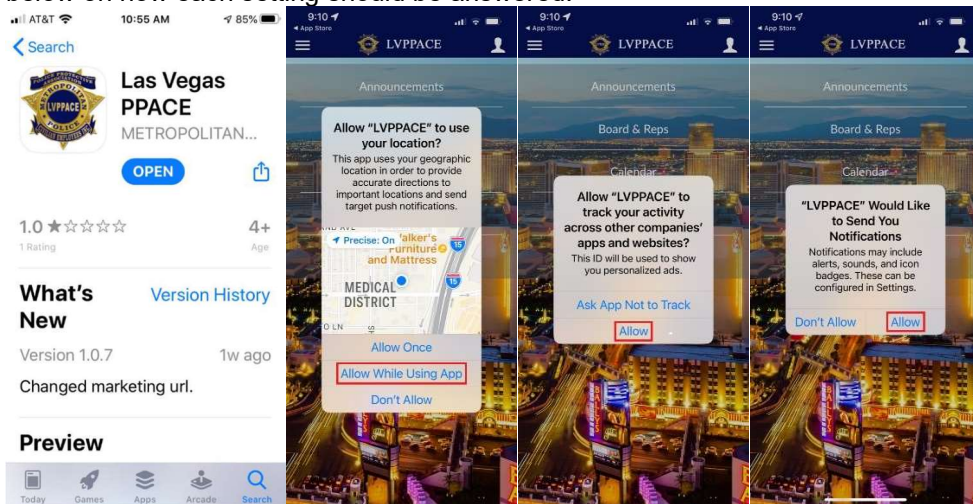 below on how each setting should be answered.
AT&T
10:55 AM
85%
Search
LVPPACE
POLICE
Las Vegas
PPACE
METROPOLITAN...
OPEN
1.0 ★☆☆☆☆
4+
1 Rating
Age
What's
New
Version History
Version 1.0.7
1w ago
Changed marketing url.
Preview
Today
Games
Apps
Arcade
Search
9:10
App Store
LVPPACE
Announcements
Allow "LVPPACE" to use
your location?
This app uses your geographic
location in order to provide
accurate directions to
important locations and send
target push notifications.
Precise: On
alker's
Furniture
and Mattress
15
MEDICAL
DISTRICT
O LN
Allow Once
Allow While Using App
Don't Allow
9:10
App Store
LVPPACE
Announcements
Board & Reps
Calendar
Allow "LVPPACE" to
track your activity
across other companies'
apps and websites?
This ID will be used to show
you personalized ads.
Ask App Not to Track
Allow
BALLY'S
9:10
App Store
LVPPACE
Announcements
Board & Reps
Calendar
"LVPPACE" Would Like
to Send You
Notifications
Notifications may include
alerts, sounds, and icon
badges. These can be
configured in Settings.
Don't Allow
Allow
BALLY'S